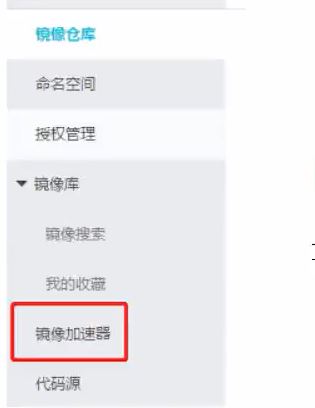 镜像仓库
命名空间
授权管理
镜像库
镜像搜索
我的收藏
镜像加速器
代码源